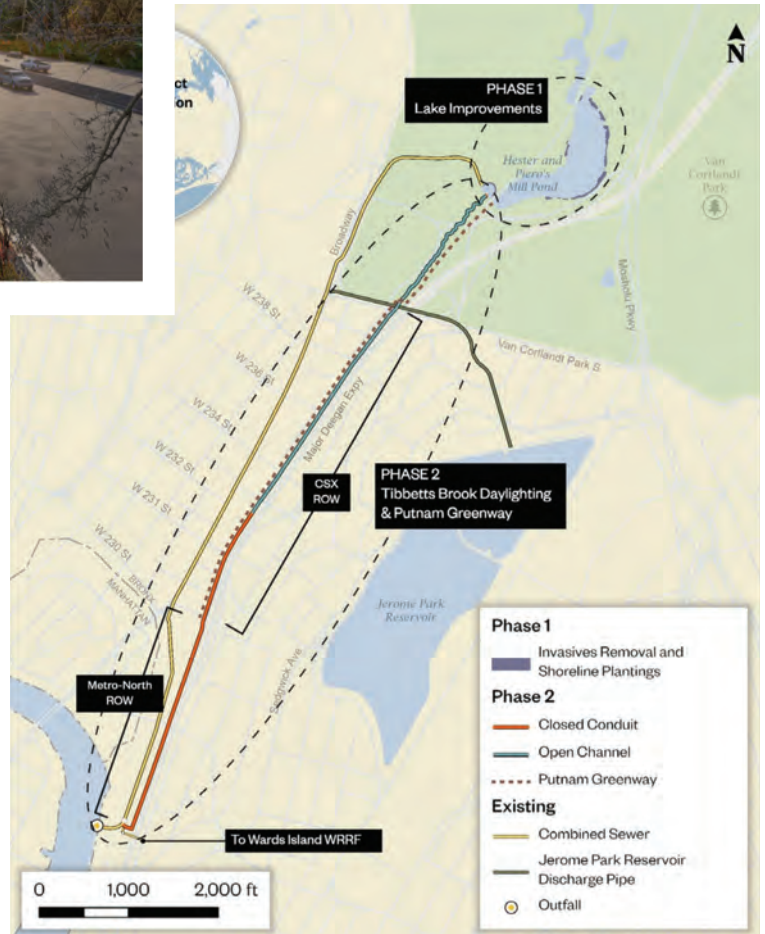 N
ct
on
PHASE 1
Lake Improvements
Hester and
Piero's
Mill Pond
Van
Cortlandt
Park
Broadway
Mosholu Pkwy
W 238 St
Van Cortlandt Park S
W 236 St
Major Deegan Expy
W 234 St
W 232 St
CSX
ROW
PHASE 2
Tibbetts Brook Daylighting
& Putnam Greenway
W 231 St
W 230 St
BRONX
MANHATTAN
Jerome Park
Reservoir
Sedgwick Ave
Metro-North
ROW
To Wards Island WRRF
0 1,000 2,000 ft
Phase 1
Invasives Removal and
Shoreline Plantings
Phase 2
Closed Conduit
Open Channel
Putnam Greenway
Existing
Combined Sewer
Jerome Park Reservoir
Discharge Pipe
Outfall